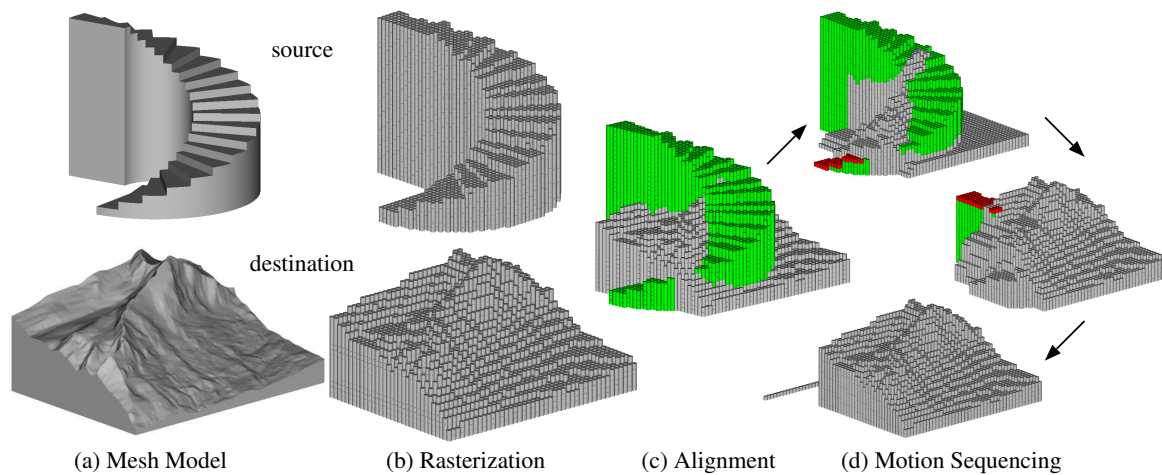 source
destination
(a) Mesh Model
(b) Rasterization
(c) Alignment
(d) Motion Sequencing